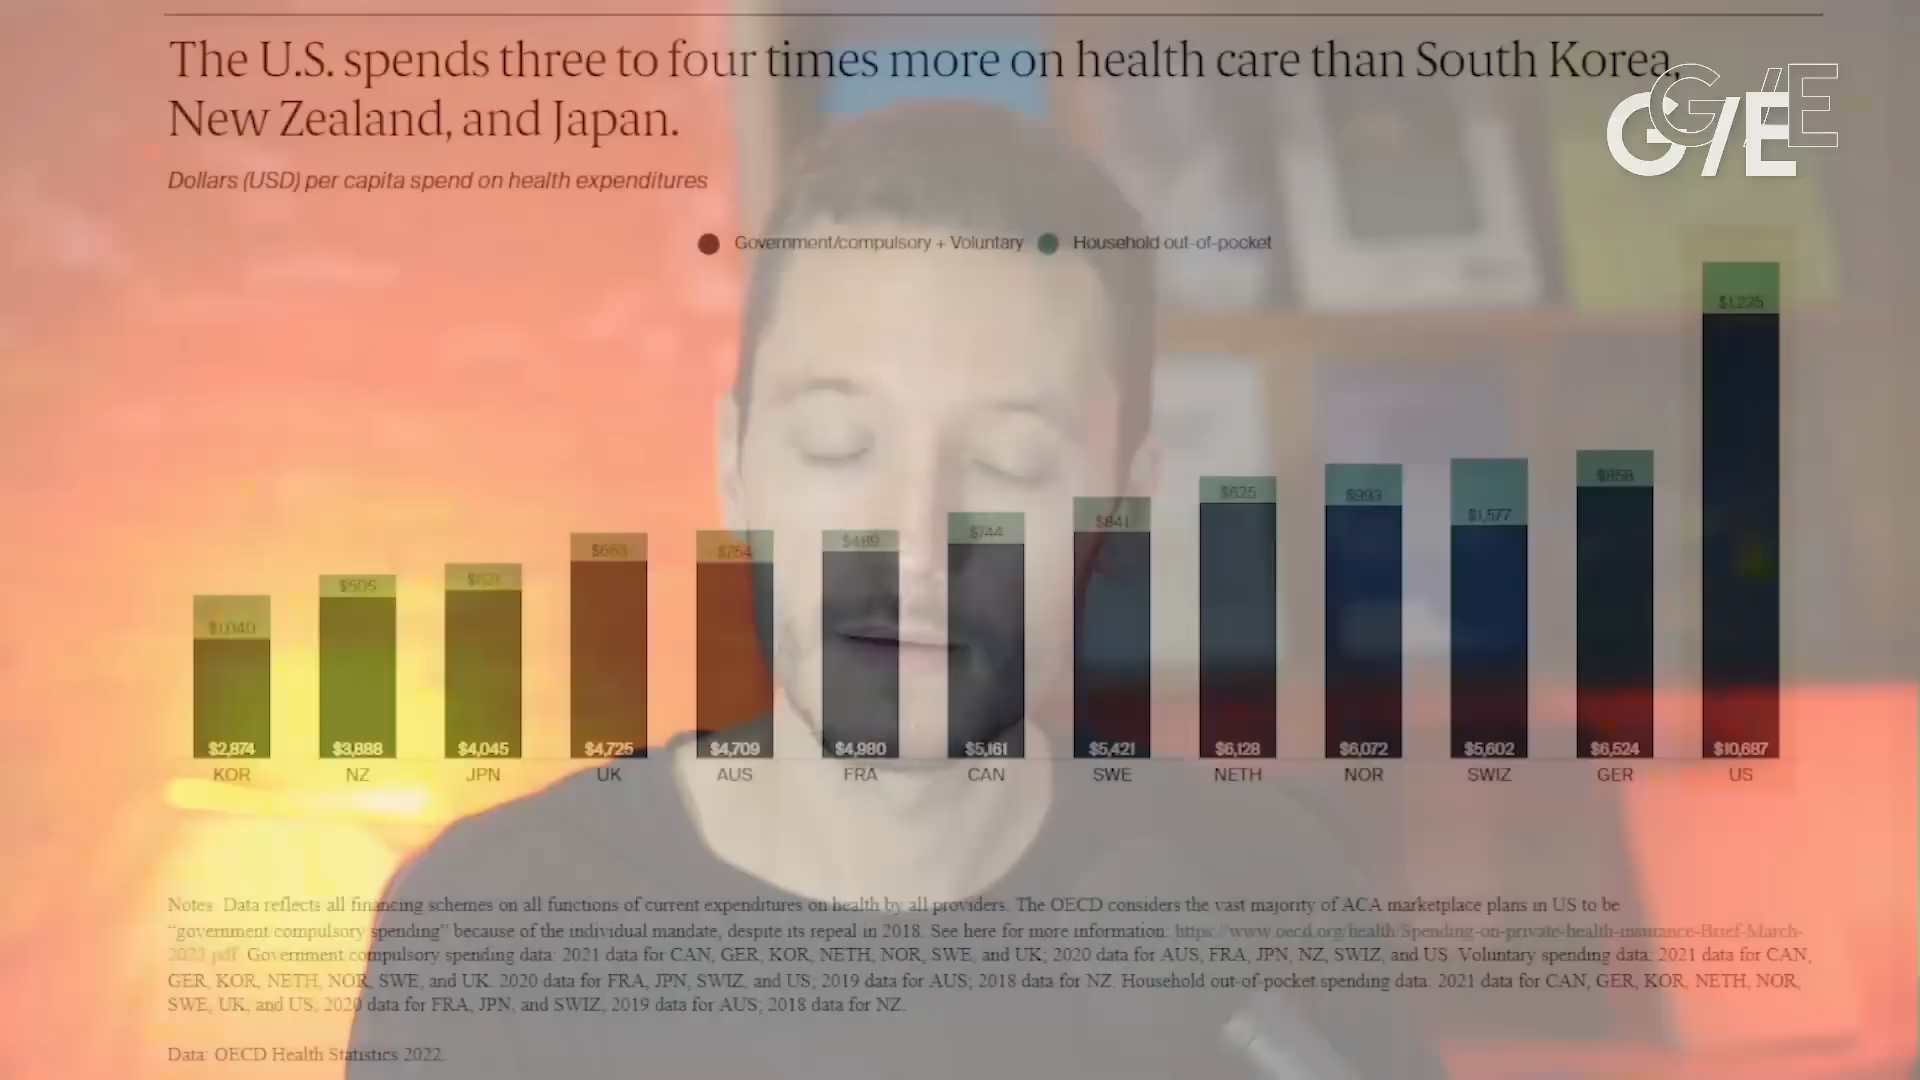 The U.S. spends three to four times more on health care than South Korea,
New Zealand, and Japan.
G/E G/E
Dollars (USD) per capita spend on health expenditures
Government/compulsory + Voluntary Household out-of-pocket
$1,225
$858
$625 $993
$1,577
$841
$744
$489
$754
$663
$505
$1,040
$2,874 $3,888 $4,045 $4,725 $4,709 $4,980 $5,161 $5,421 $6,128 $6,072 $5,602 $6,524 $10,687
KOR NZ JPN UK AUS FRA CAN SWE NETH NOR SWIZ GER US
Notes: Data reflects all financing schemes on all functions of current expenditures on health by all providers. The OECD considers the vast majority of ACA marketplace plans in US to be
“government compulsory spending” because of the individual mandate, despite its repeal in 2018. See here for more information: https://www.oecd.org/health/Spending-on-private-health-insurance-Brief-March-
2022.pdf. Government compulsory spending data: 2021 data for CAN, GER, KOR, NETH, NOR, SWE, and UK; 2020 data for AUS, FRA, JPN, NZ, SWIZ, and US. Voluntary spending data: 2021 data for CAN,
GER, KOR, NETH, NOR, SWE, and UK. 2020 data for FRA, JPN, SWIZ, and US; 2019 data for AUS; 2018 data for NZ. Household out-of-pocket spending data: 2021 data for CAN, GER, KOR, NETH, NOR,
SWE, UK, and US; 2020 data for FRA, JPN, and SWIZ; 2019 data for AUS; 2018 data for NZ.
Data: OECD Health Statistics 2022.